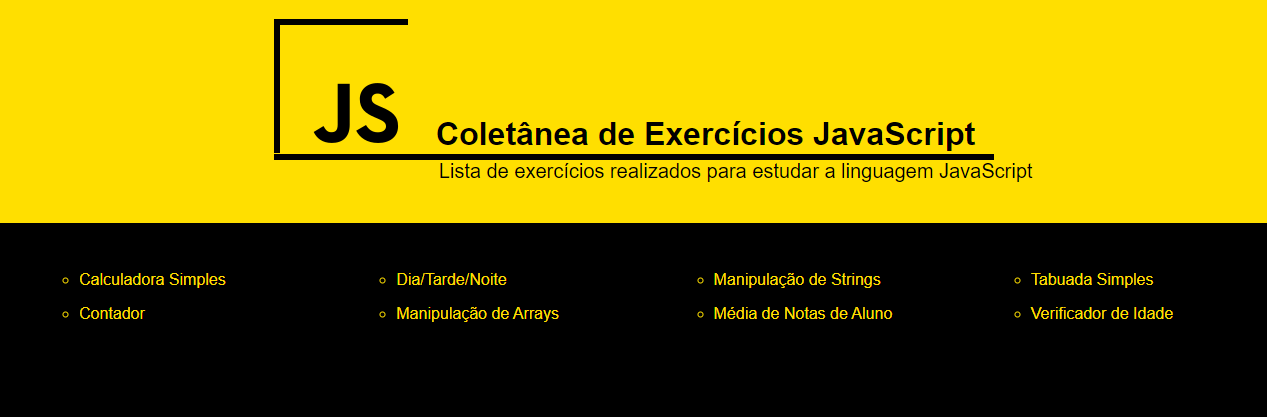 JS
Coletânea de Exercícios JavaScript
Lista de exercícios realizados para estudar a linguagem JavaScript
Calculadora Simples
Contador
Dia/Tarde/Noite
Manipulação de Arrays
Manipulação de Strings
Média de Notas de Aluno
Tabuada Simples
Verificador de Idade